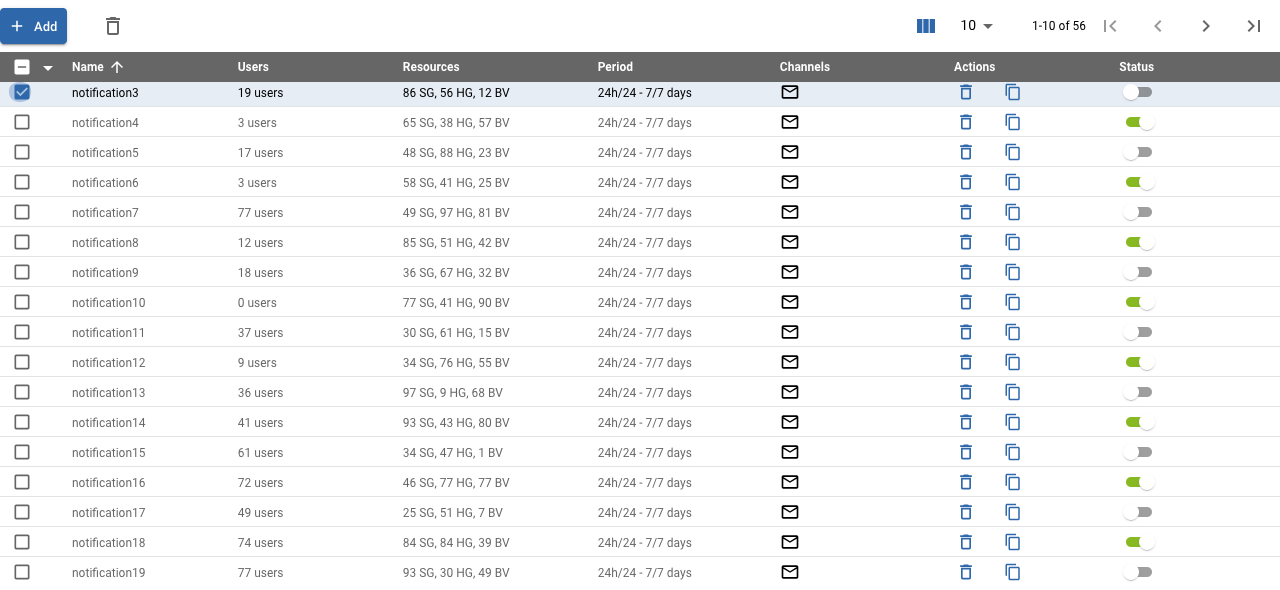 Add 10 1-10 of 56
Name Users Resources Period Channels Actions Status
notification3 19 users 86 SG, 56 HG, 12 BV 24h/24 - 7/7 days
notification4 3 users 65 SG, 38 HG, 57 BV 24h/24 - 7/7 days
notification5 17 users 48 SG, 88 HG, 23 BV 24h/24 - 7/7 days
notification6 3 users 58 SG, 41 HG, 25 BV 24h/24 - 7/7 days
notification7 77 users 49 SG, 97 HG, 81 BV 24h/24 - 7/7 days
notification8 12 users 85 SG, 51 HG, 42 BV 24h/24 - 7/7 days
notification9 18 users 36 SG, 67 HG, 32 BV 24h/24 - 7/7 days
notification10 0 users 77 SG, 41 HG, 90 BV 24h/24 - 7/7 days
notification11 37 users 30 SG, 61 HG, 15 BV 24h/24 - 7/7 days
notification12 9 users 34 SG, 76 HG, 55 BV 24h/24 - 7/7 days
notification13 36 users 97 SG, 9 HG, 68 BV 24h/24 - 7/7 days
notification14 41 users 93 SG, 43 HG, 80 BV 24h/24 - 7/7 days
notification15 61 users 34 SG, 47 HG, 1 BV 24h/24 - 7/7 days
notification16 72 users 46 SG, 77 HG, 77 BV 24h/24 - 7/7 days
notification17 49 users 25 SG, 51 HG, 7 BV 24h/24 - 7/7 days
notification18 74 users 84 SG, 84 HG, 39 BV 24h/24 - 7/7 days
notification19 77 users 93 SG, 30 HG, 49 BV 24h/24 - 7/7 days